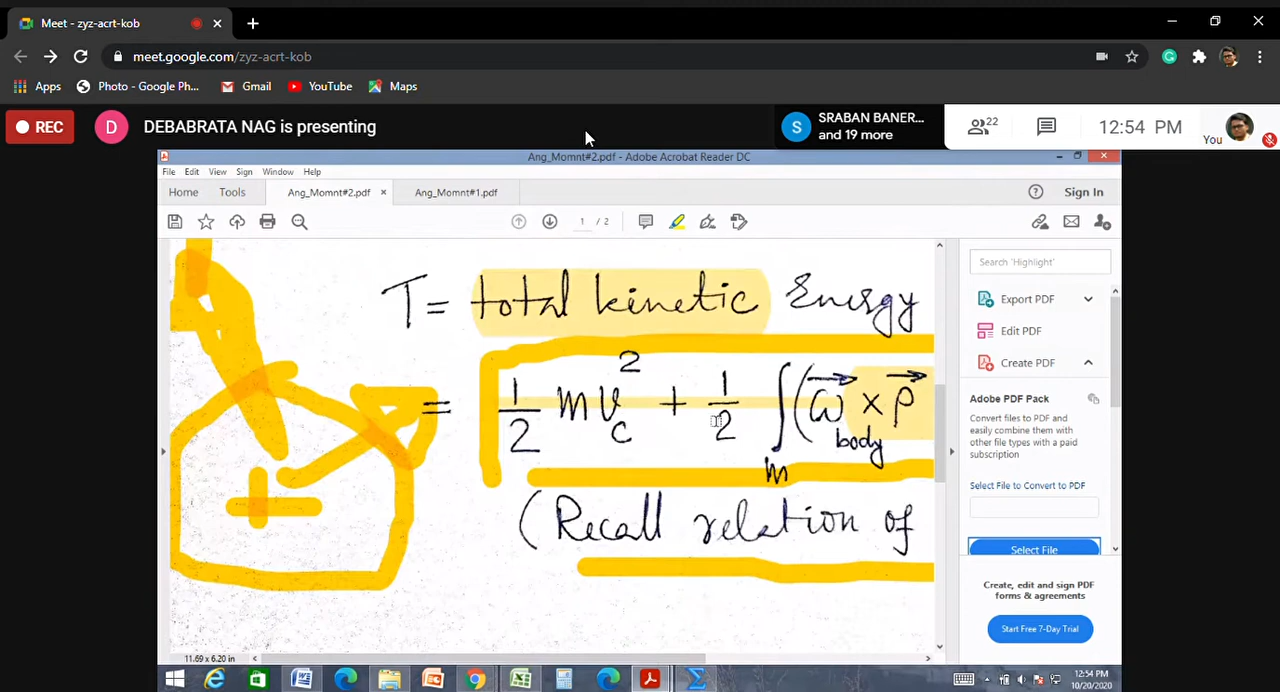 Meet - zyz-acrt-kob
meet.google.com/zyz-acrt-kob
Apps Photo - Google Ph... Gmail YouTube Maps
REC D DEBABRATA NAG is presenting S SRABAN BANER... and 19 more 22 12:54 PM You
Ang_Momnt#2.pdf - Adobe Acrobat Reader DC
File Edit View Sign Window Help
Home Tools Ang_Momnt#2.pdf Ang_Momnt#1.pdf Sign In
1 / 2
T = total kinetic Energy
= 1/2 m v_c^2 + 1/2 ∫_m (ω⃗_body × ρ⃗
(Recall relation of
Search 'Highlight'
Export PDF
Edit PDF
Create PDF
Adobe PDF Pack
Convert files to PDF and
easily combine them with
other file types with a paid
subscription
Select File to Convert to PDF
Select File
Create, edit and sign PDF
forms & agreements
Start Free 7-Day Trial
11.69 x 6.20 in
12:54 PM
10/20/2020